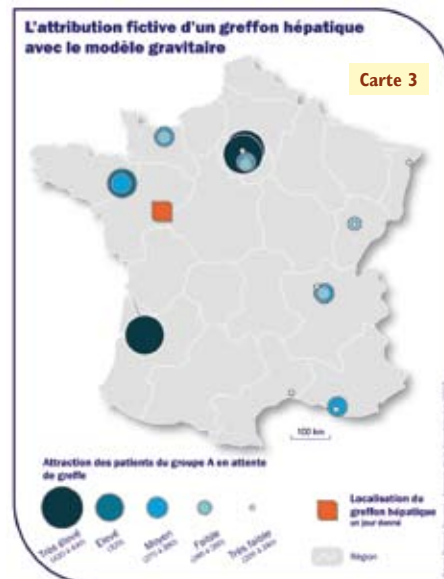 L'attribution fictive d'un greffon hépatique
avec le modèle gravitaire
Carte 3
100 km
Attraction des patients du groupe A en attente
de greffe
Très élevé
Elevé
Moyen
Faible
Très faible
Localisation du
greffon hépatique
un jour donné
Région